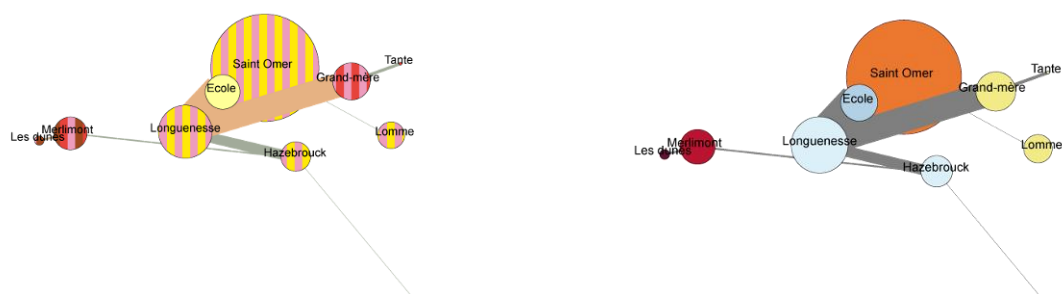 Saint Omer
Tante
Grand-mère
Ecole
Longuenesse
Lomme
Les dunes
Merlimont
Hazebrouck
Saint Omer
Tante
Grand-mère
Ecole
Longuenesse
Lomme
Les dunes
Merlimont
Hazebrouck